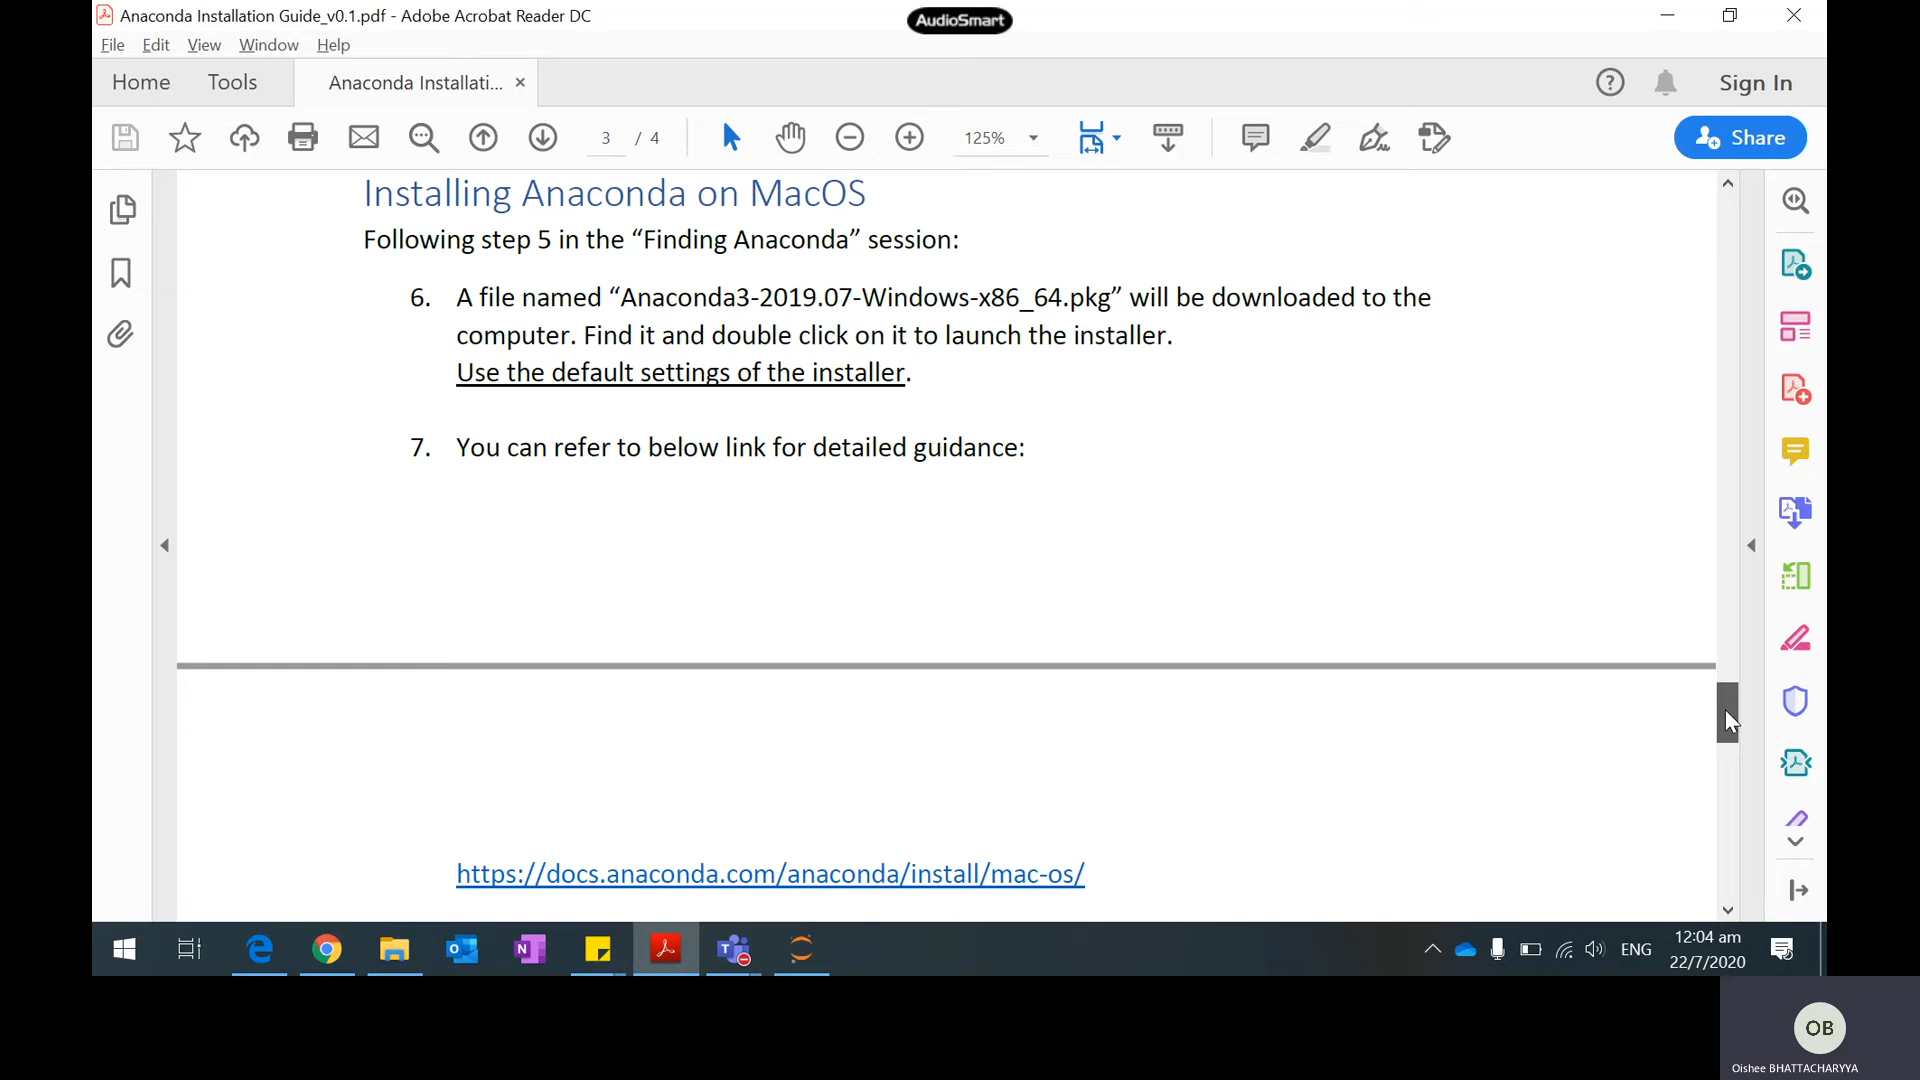 Anaconda Installation Guide_v0.1.pdf - Adobe Acrobat Reader DC
AudioSmart
File Edit View Window Help
Home Tools Anaconda Installati... Sign In
3 / 4 125% Share
Installing Anaconda on MacOS
Following step 5 in the “Finding Anaconda” session:
6. A file named “Anaconda3-2019.07-Windows-x86_64.pkg” will be downloaded to the
computer. Find it and double click on it to launch the installer.
Use the default settings of the installer.
7. You can refer to below link for detailed guidance:
https://docs.anaconda.com/anaconda/install/mac-os/
ENG
12:04 am
22/7/2020
OB
Oishee BHATTACHARYYA